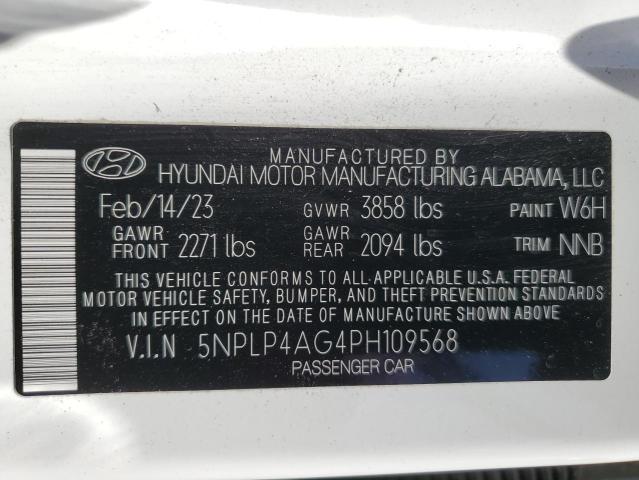 MANUFACTURED BY
HYUNDAI MOTOR MANUFACTURING ALABAMA, LLC
Feb/14/23 GVWR 3858 lbs PAINT W6H
GAWR FRONT 2271 lbs GAWR REAR 2094 lbs TRIM NNB
THIS VEHICLE CONFORMS TO ALL APPLICABLE U.S.A. FEDERAL
MOTOR VEHICLE SAFETY, BUMPER, AND THEFT PREVENTION STANDARDS
IN EFFECT ON THE DATE OF MANUFACTURE SHOWN ABOVE
V.I.N 5NPLP4AG4PH109568
PASSENGER CAR